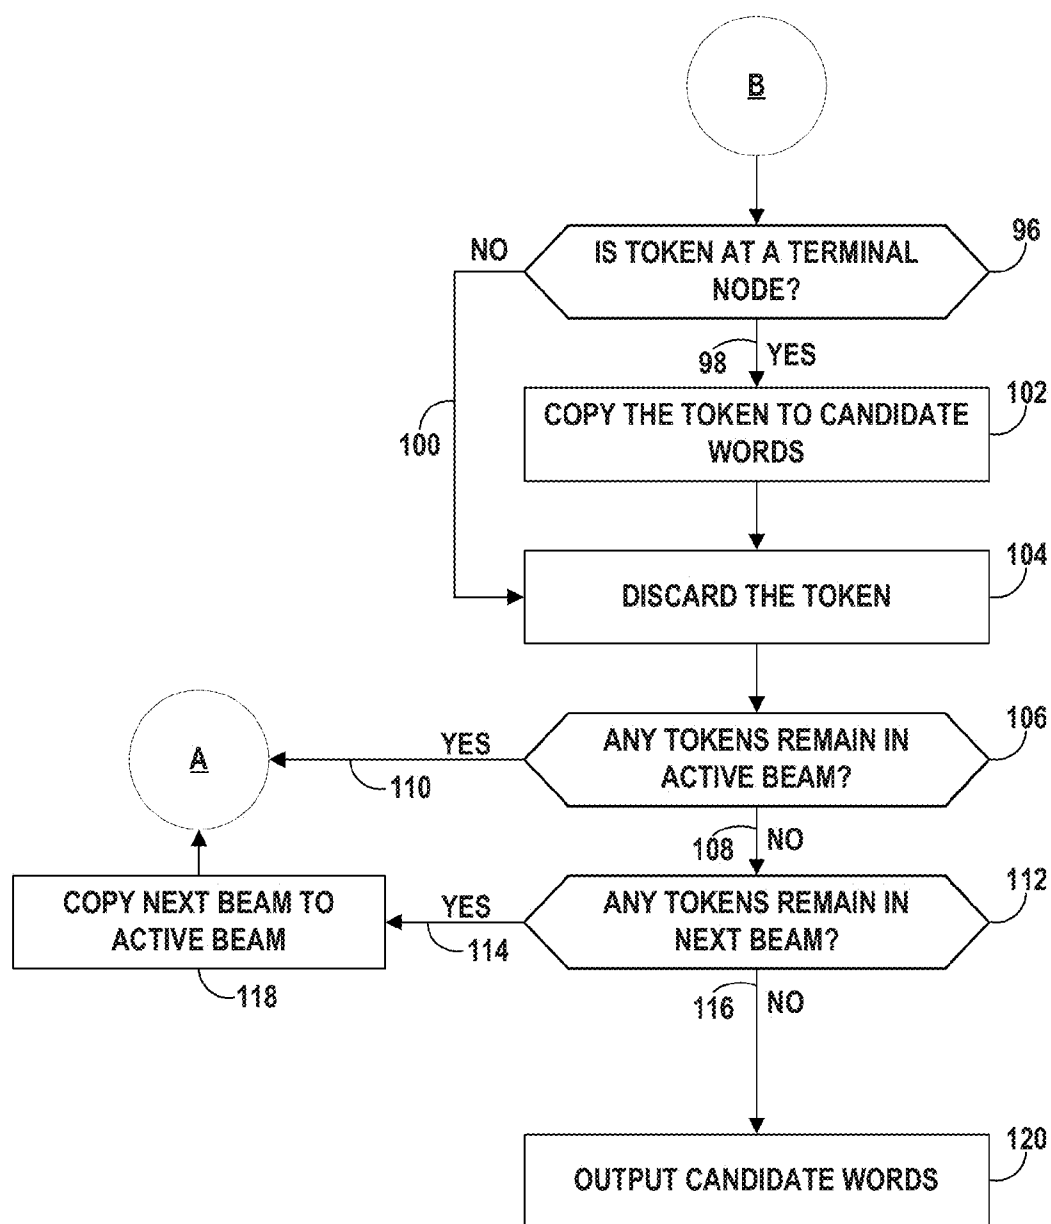 B
IS TOKEN AT A TERMINAL
NODE?
96
NO
98
YES
100
COPY THE TOKEN TO CANDIDATE
WORDS
102
DISCARD THE TOKEN
104
A
YES
110
ANY TOKENS REMAIN IN
ACTIVE BEAM?
106
108
NO
COPY NEXT BEAM TO
ACTIVE BEAM
118
YES
114
ANY TOKENS REMAIN IN
NEXT BEAM?
112
116
NO
OUTPUT CANDIDATE WORDS
120